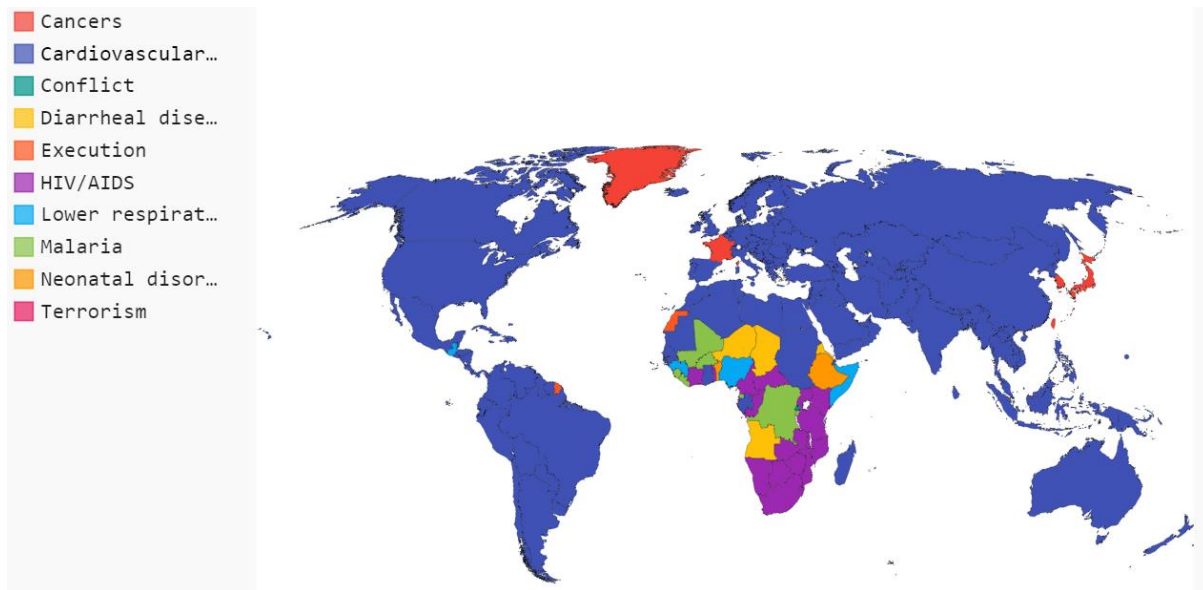 Cancers
Cardiovascular…
Conflict
Diarrheal dise…
Execution
HIV/AIDS
Lower respirat…
Malaria
Neonatal disor…
Terrorism